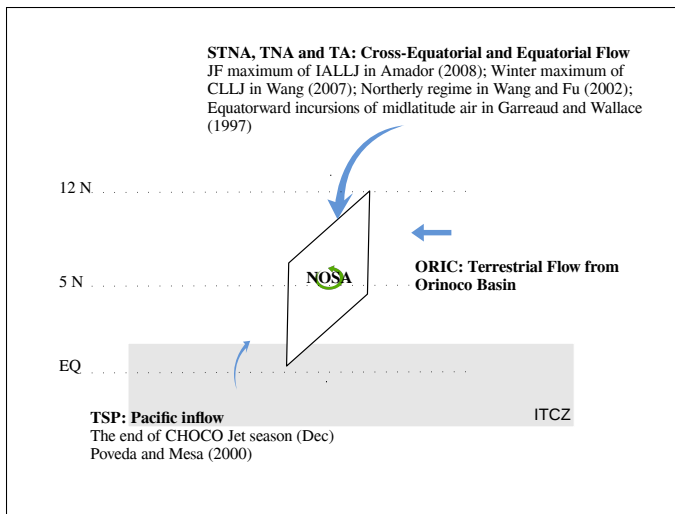 STNA, TNA and TA: Cross-Equatorial and Equatorial Flow
JF maximum of IALLJ in Amador (2008); Winter maximum of
CLLJ in Wang (2007); Northerly regime in Wang and Fu (2002);
Equatorward incursions of midlatitude air in Garreaud and Wallace
(1997)
12 N
ORIC: Terrestrial Flow from
Orinoco Basin
NOSA
5 N
EQ
TSP: Pacific inflow
ITCZ
The end of CHOCO Jet season (Dec)
Poveda and Mesa (2000)